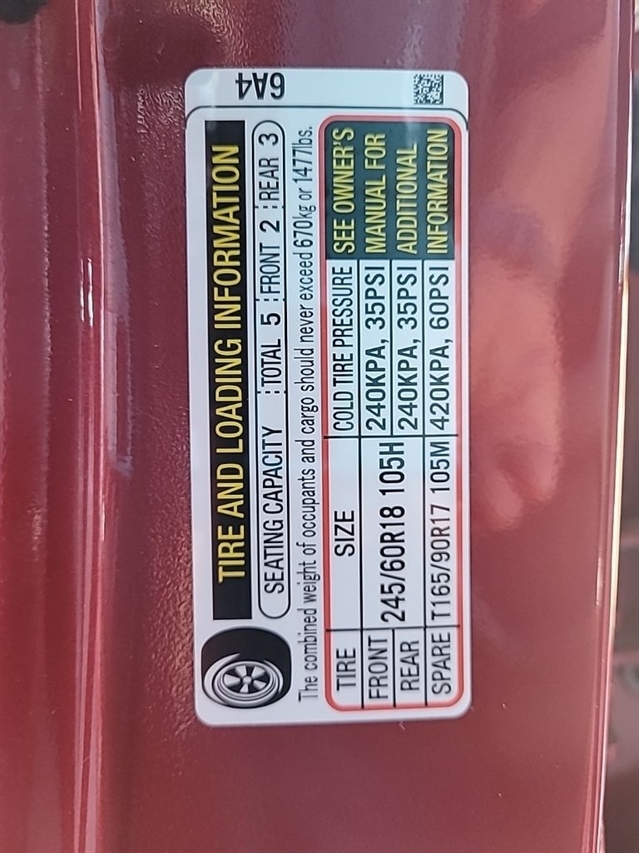 6A4
TIRE AND LOADING INFORMATION
SEATING CAPACITY TOTAL 5 FRONT 2 REAR 3
The combined weight of occupants and cargo should never exceed 670kg or 1477lbs.
TIRE SIZE COLD TIRE PRESSURE SEE OWNER'S
FRONT 245/60R18 105H 240KPA, 35PSI MANUAL FOR
REAR 240KPA, 35PSI ADDITIONAL
SPARE T165/90R17 105M 420KPA, 60PSI INFORMATION